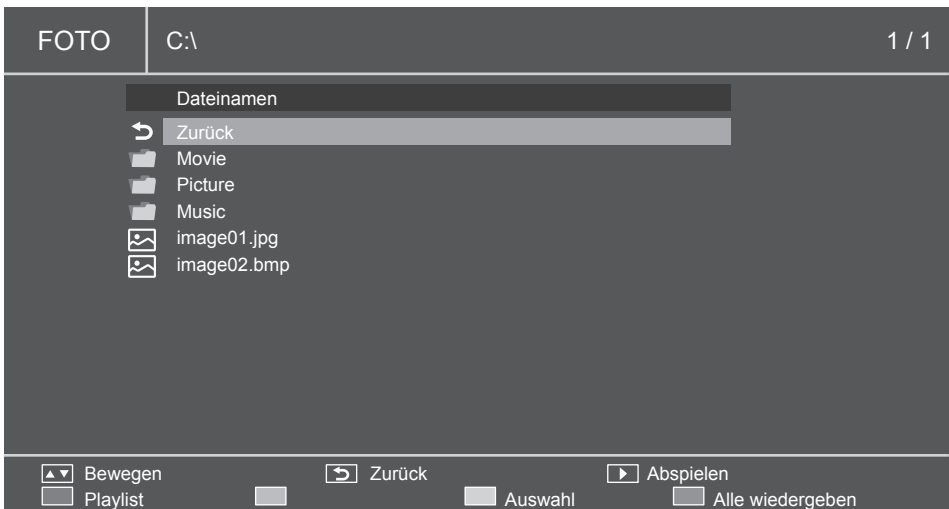 FOTO C:\ 1 / 1
Dateinamen
Zurück
Movie
Picture
Music
image01.jpg
image02.bmp
Bewegen Zurück Abspielen
Playlist Auswahl Alle wiedergeben